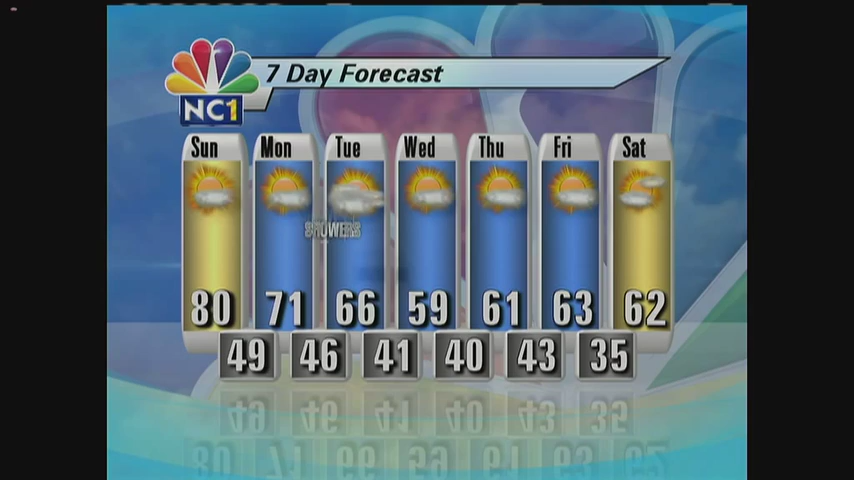 7 Day Forecast
NC1
Sun Mon Tue Wed Thu Fri Sat
SHOWERS
80 71 66 59 61 63 62
49 46 41 40 43 35